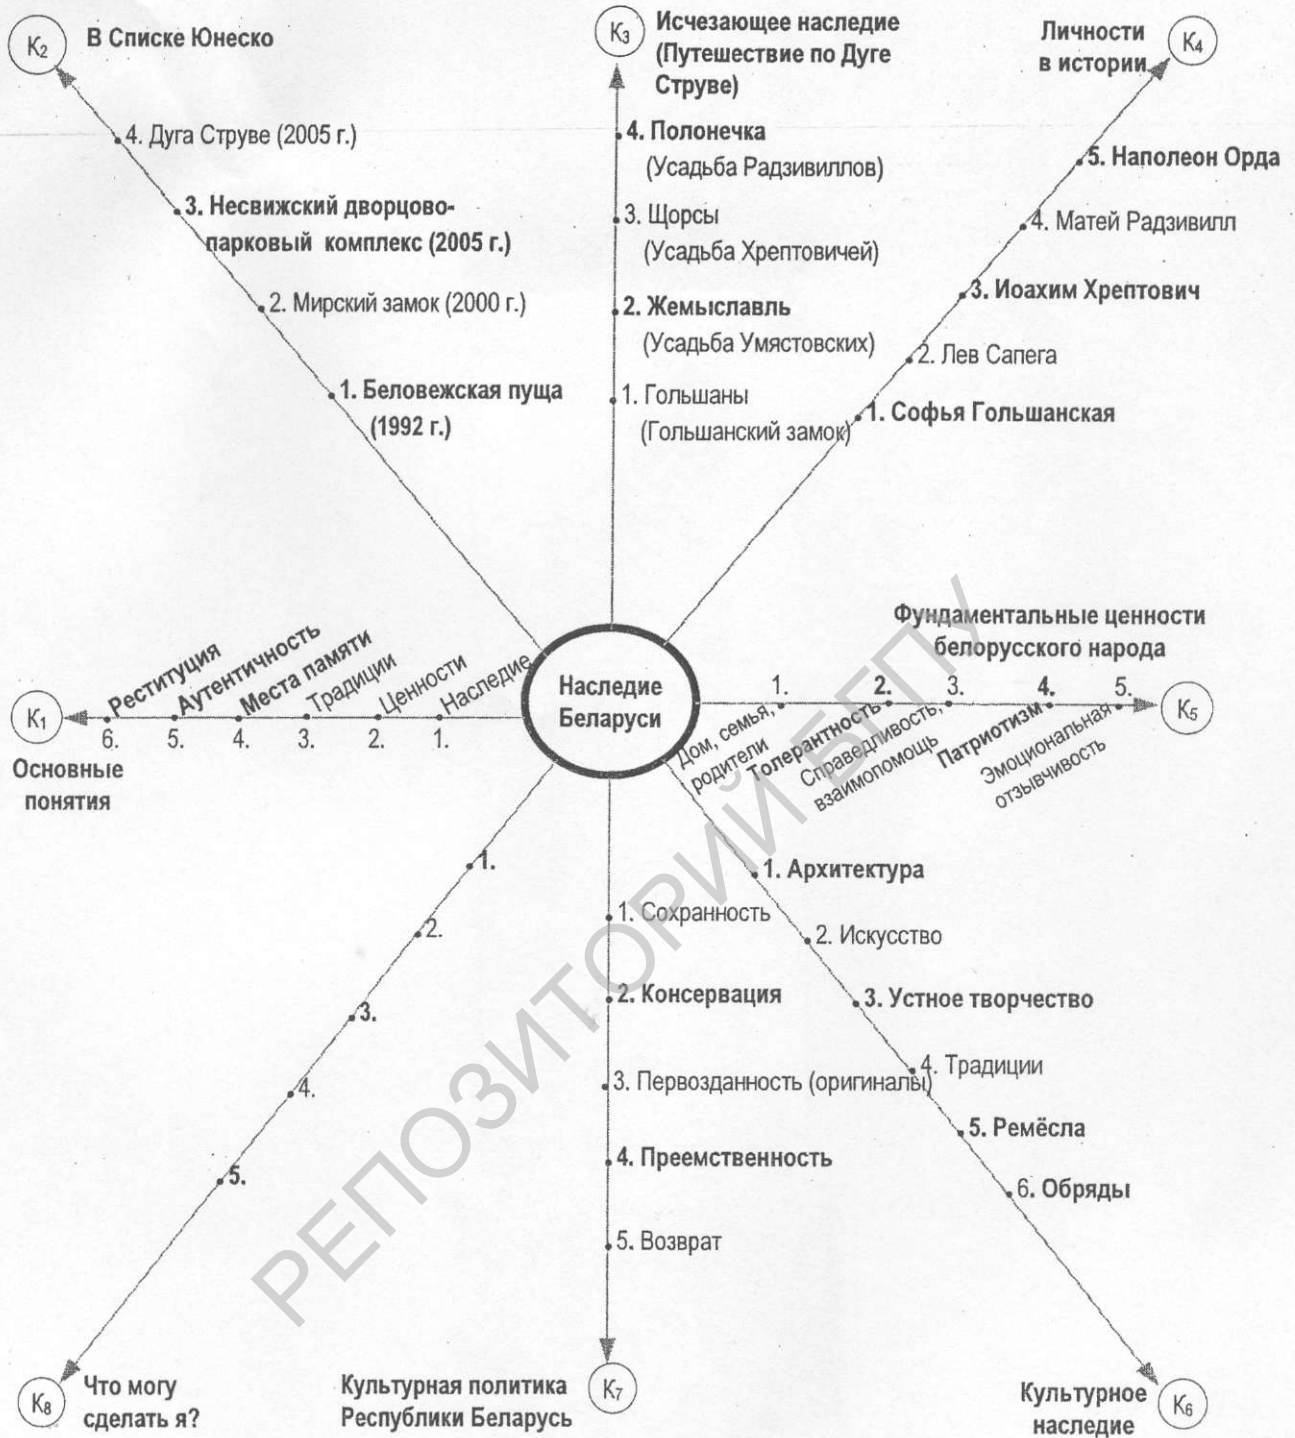 К2
В Списке Юнеско
4. Дуга Струве (2005 г.)
3. Несвижский дворцово-
парковый комплекс (2005 г.)
2. Мирский замок (2000 г.)
1. Беловежская пуща
(1992 г.)
К3
Исчезающее наследие
(Путешествие по Дуге
Струве)
4. Полонечка
(Усадьба Радзивиллов)
3. Щорсы
(Усадьба Хрептовичей)
2. Жемыславль
(Усадьба Умястовских)
1. Гольшаны
(Гольшанский замок)
Личности
в истории
К4
5. Наполеон Орда
4. Матей Радзивилл
3. Иоахим Хрептович
2. Лев Сапега
1. Софья Гольшанская
Наследие
Беларуси
К1
Основные
понятия
Реституция
6.
Аутентичность
5.
Места памяти
4.
Традиции
3.
Ценности
2.
Наследие
1.
Фундаментальные ценности
белорусского народа
К5
1.
Дом, семья,
родители
2.
Толерантность
3.
Справедливость,
взаимопомощь
4.
Патриотизм
5.
Эмоциональная
отзывчивость
1. Архитектура
2. Искусство
3. Устное творчество
4. Традиции
5. Ремёсла
6. Обряды
Культурное
наследие
К6
1. Сохранность
2. Консервация
3. Первозданность (оригиналы)
4. Преемственность
5. Возврат
Культурная политика
Республики Беларусь
К7
1.
2.
3.
4.
5.
К8
Что могу
сделать я?
РЕПОЗИТОРИЙ БГПУ